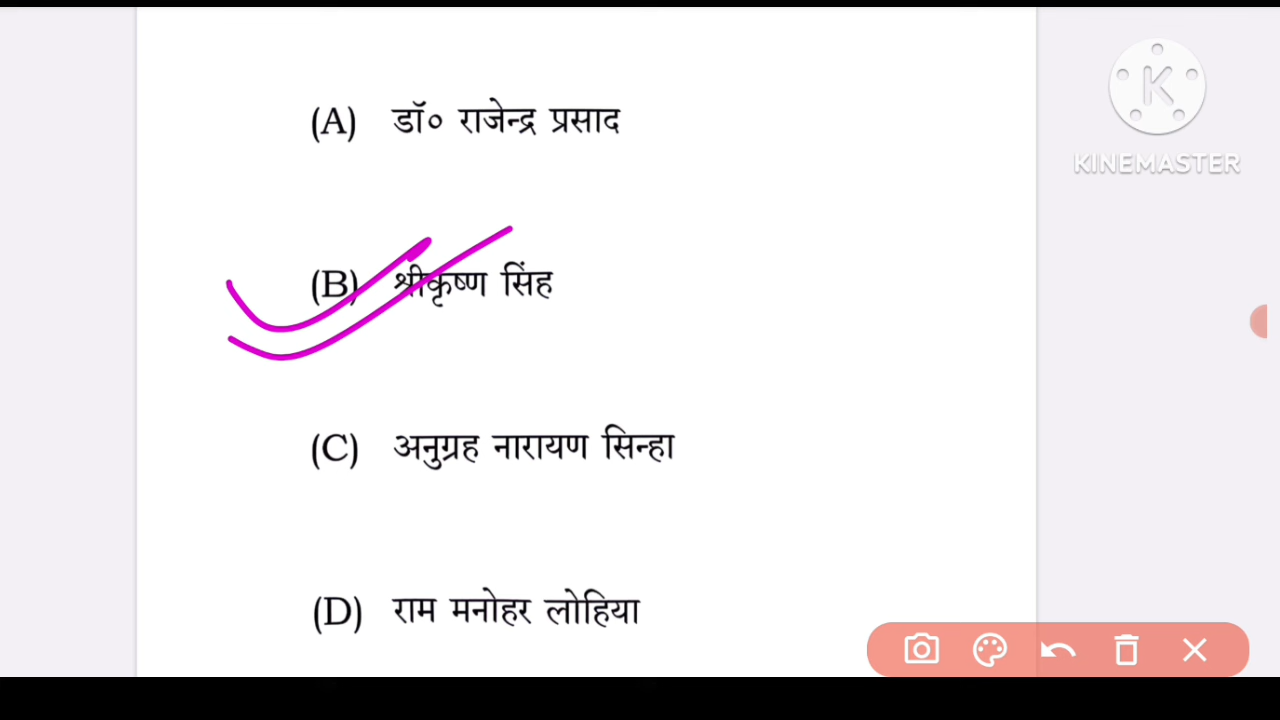 (A) डॉ० राजेन्द्र प्रसाद
KINEMASTER
(B) श्रीकृष्ण सिंह
(C) अनुग्रह नारायण सिन्हा
(D) राम मनोहर लोहिया